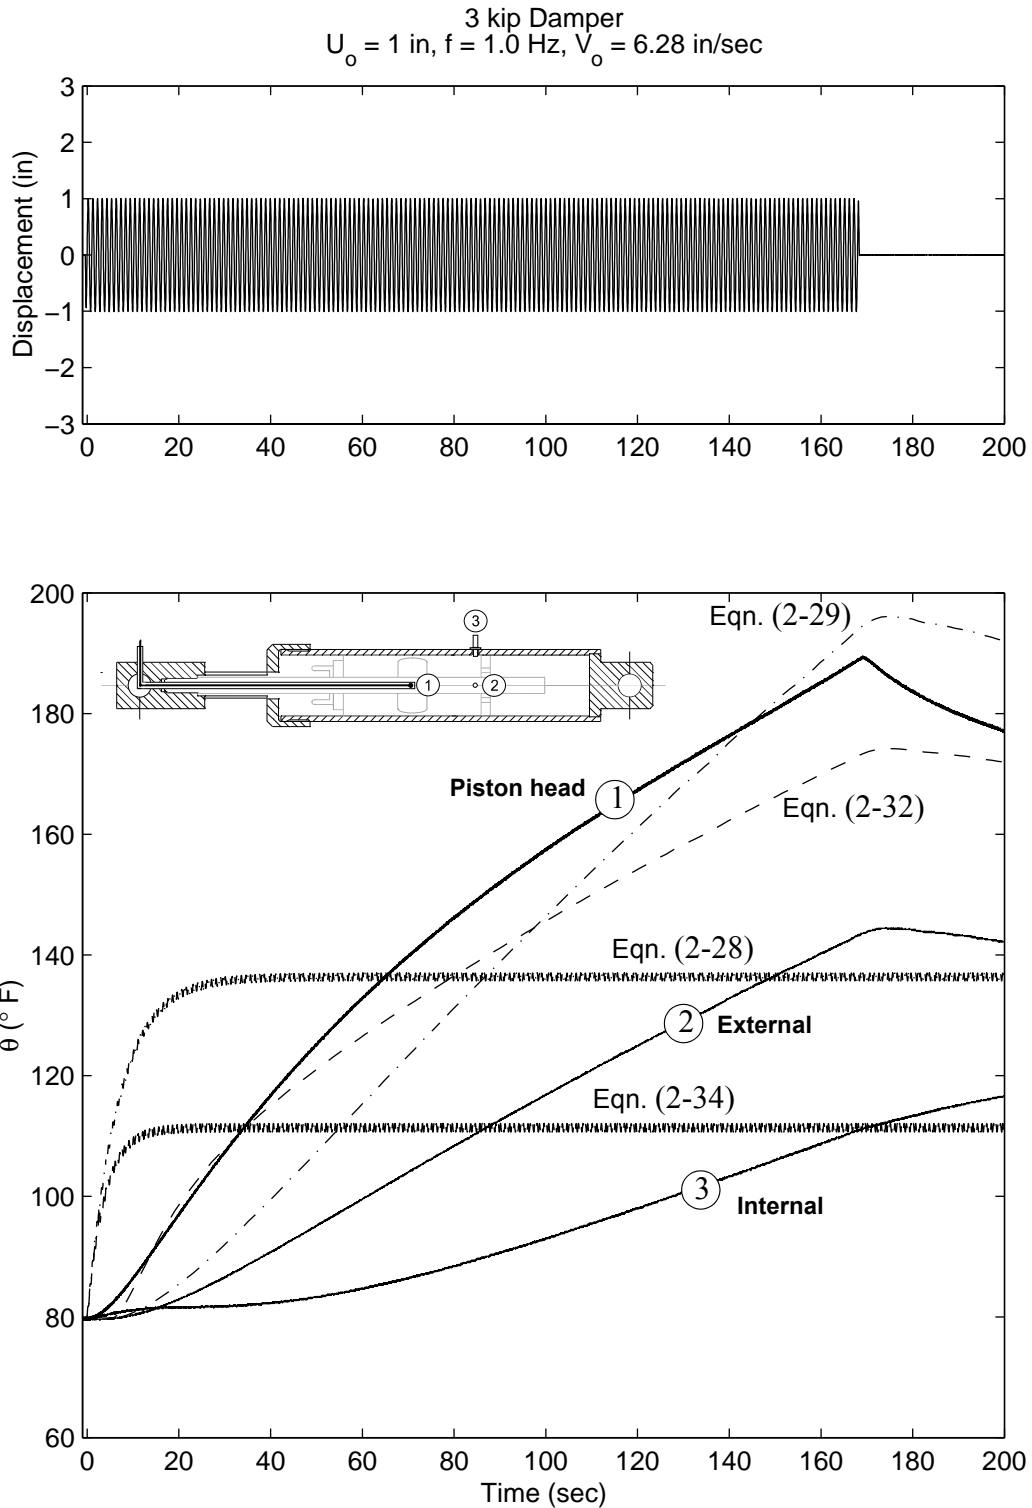 3 kip Damper
U_o = 1 in, f = 1.0 Hz, V_o = 6.28 in/sec
Displacement (in)
3
2
1
0
−1
−2
−3
0 20 40 60 80 100 120 140 160 180 200
θ (° F)
200
180
160
140
120
100
80
60
3
1
2
Eqn. (2-29)
Piston head 1
Eqn. (2-32)
Eqn. (2-28)
2 External
Eqn. (2-34)
3 Internal
0 20 40 60 80 100 120 140 160 180 200
Time (sec)